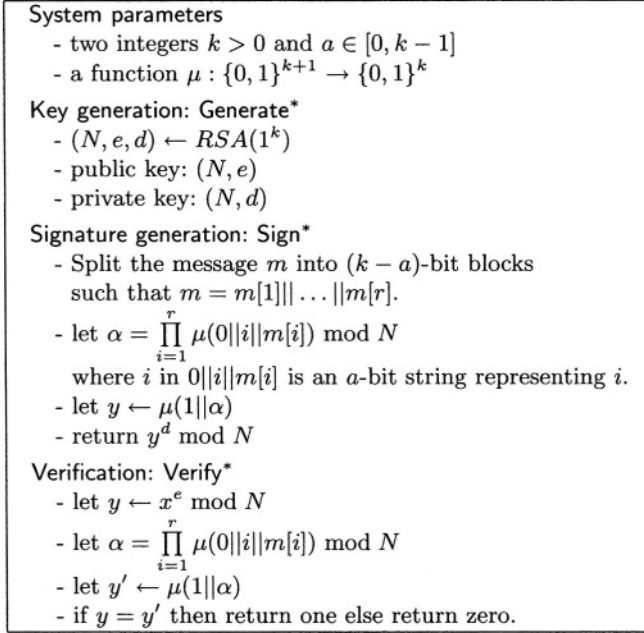 System parameters
- two integers k > 0 and a ∈ [0, k − 1]
- a function μ : {0, 1}^{k+1} → {0, 1}^k
Key generation: Generate*
- (N, e, d) ← RSA(1^k)
- public key: (N, e)
- private key: (N, d)
Signature generation: Sign*
- Split the message m into (k − a)-bit blocks
such that m = m[1]|| . . . ||m[r].
- let α = ∏_{i=1}^{r} μ(0||i||m[i]) mod N
where i in 0||i||m[i] is an a-bit string representing i.
- let y ← μ(1||α)
- return y^d mod N
Verification: Verify*
- let y ← x^e mod N
- let α = ∏_{i=1}^{r} μ(0||i||m[i]) mod N
- let y′ ← μ(1||α)
- if y = y′ then return one else return zero.